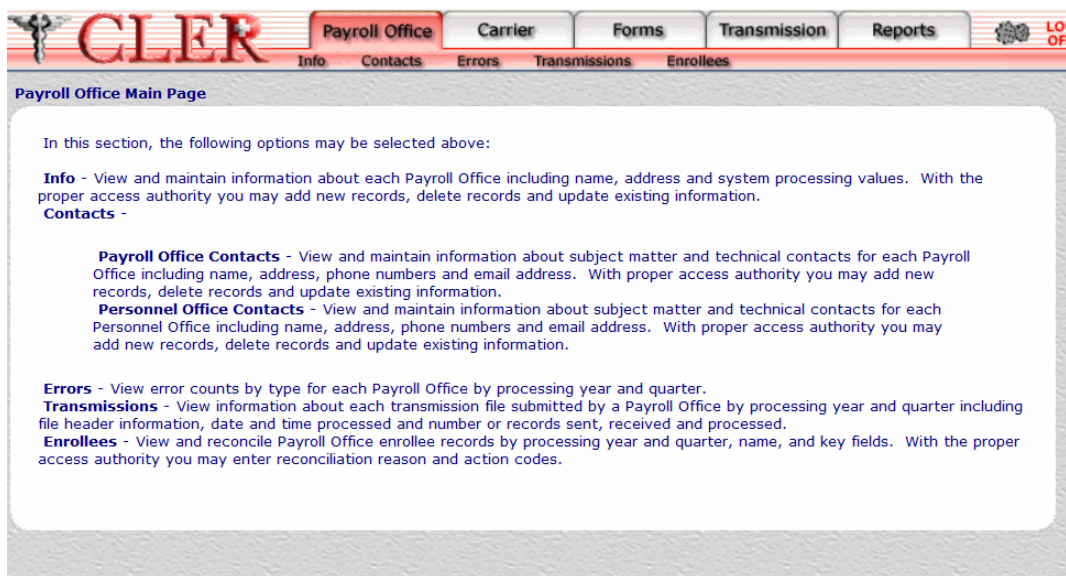 CLER
Payroll Office Carrier Forms Transmission Reports
LO
OF
Info Contacts Errors Transmissions Enrollees
Payroll Office Main Page
In this section, the following options may be selected above:
Info - View and maintain information about each Payroll Office including name, address and system processing values. With the
proper access authority you may add new records, delete records and update existing information.
Contacts -
Payroll Office Contacts - View and maintain information about subject matter and technical contacts for each Payroll
Office including name, address, phone numbers and email address. With proper access authority you may add new
records, delete records and update existing information.
Personnel Office Contacts - View and maintain information about subject matter and technical contacts for each
Personnel Office including name, address, phone numbers and email address. With proper access authority you may
add new records, delete records and update existing information.
Errors - View error counts by type for each Payroll Office by processing year and quarter.
Transmissions - View information about each transmission file submitted by a Payroll Office by processing year and quarter including
file header information, date and time processed and number or records sent, received and processed.
Enrollees - View and reconcile Payroll Office enrollee records by processing year and quarter, name, and key fields. With the proper
access authority you may enter reconciliation reason and action codes.